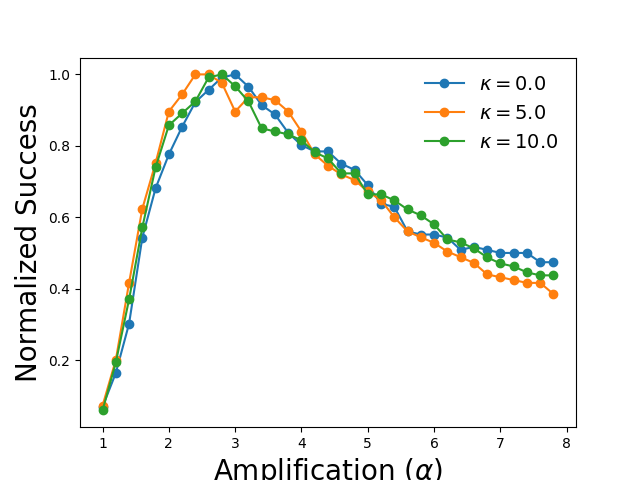 κ = 0.0
κ = 5.0
κ = 10.0
Normalized Success
1.0
0.8
0.6
0.4
0.2
1 2 3 4 5 6 7 8
Amplification (α)